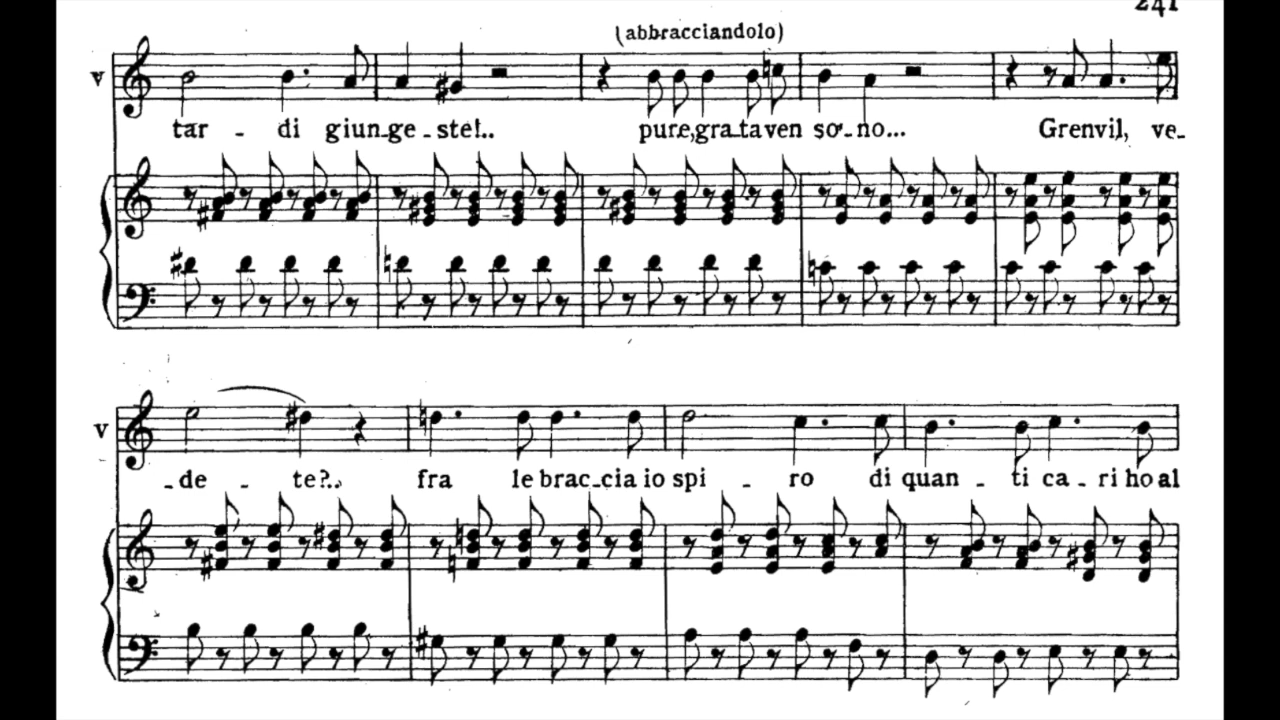 241
(abbracciandolo)
V
tar - di giun-ge-ste!.. pure, gra-ta ven so-no... Grenvil, ve-
V
-de - te?.. fra le brac-cia io spi - ro di quan - ti ca-ri ho al